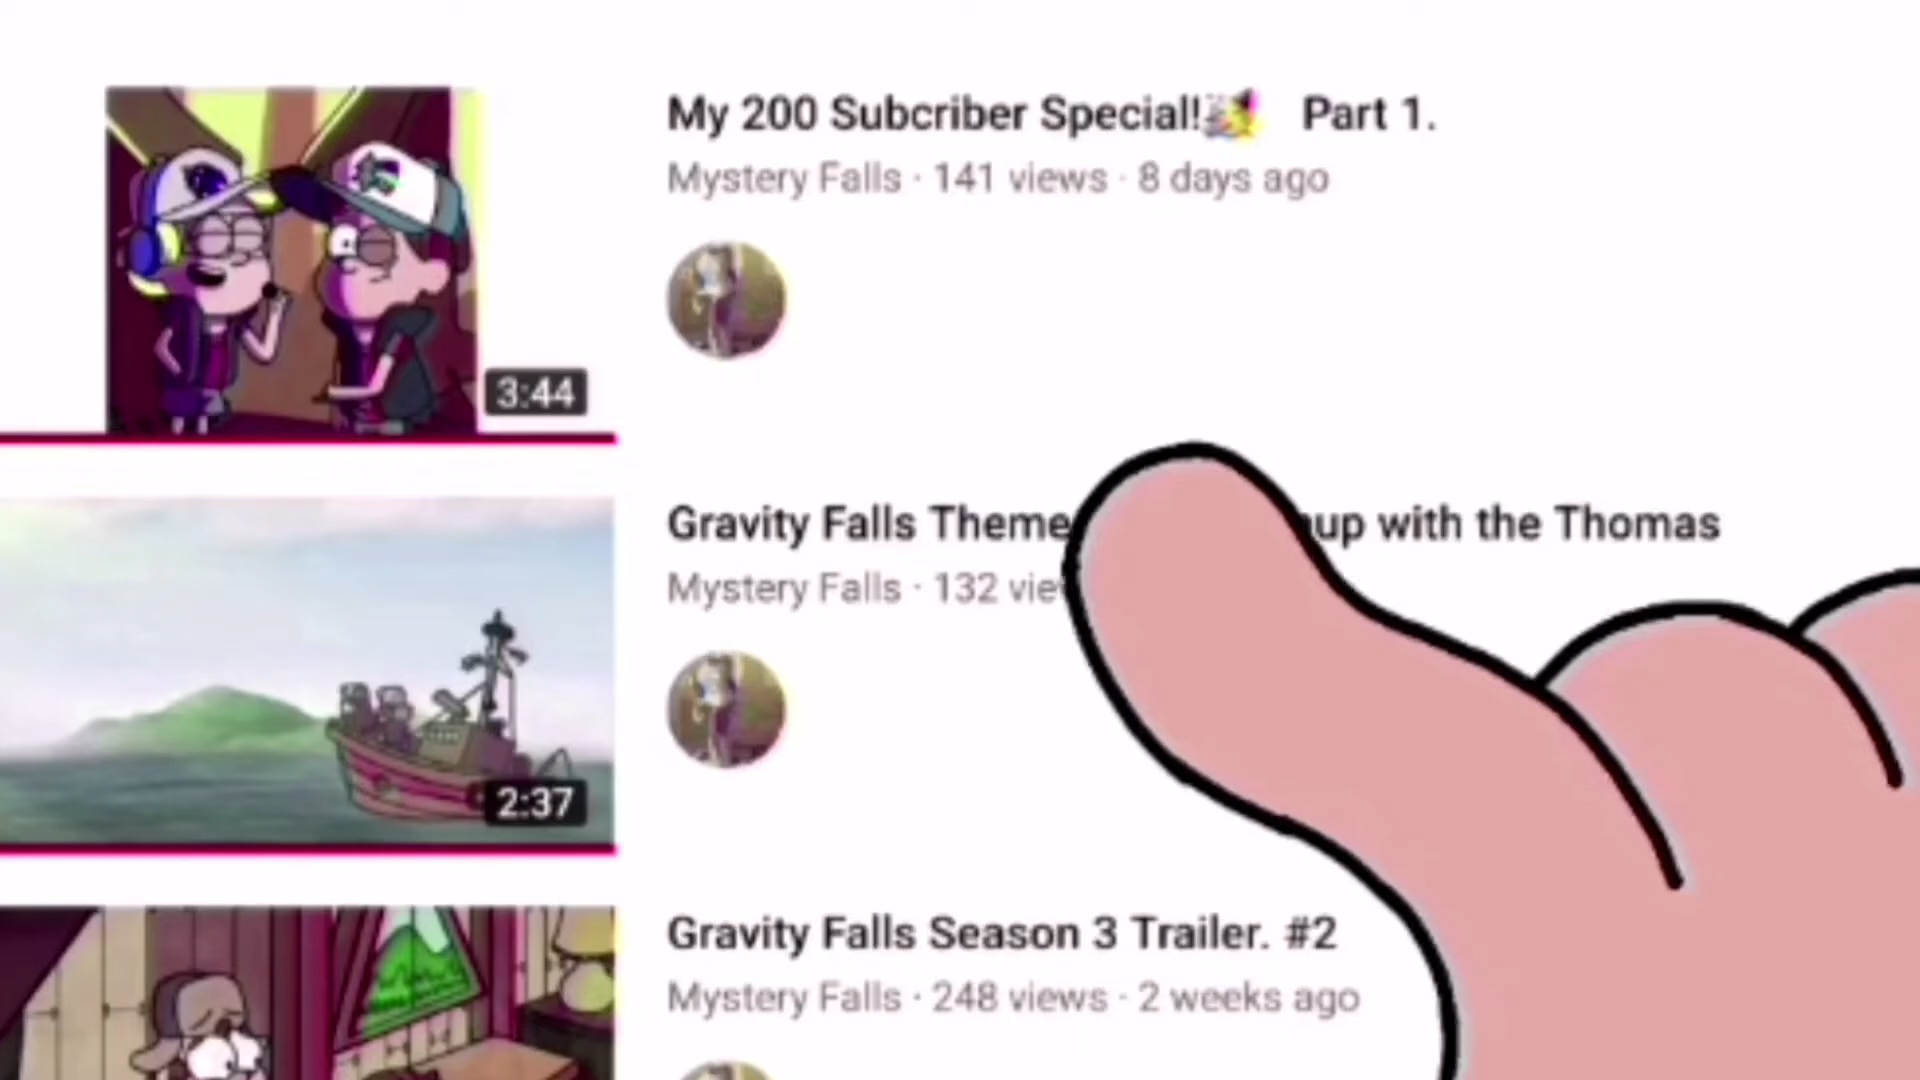 My 200 Subcriber Special!🎉 Part 1.
Mystery Falls · 141 views · 8 days ago
3:44
Gravity Falls Theme up with the Thomas
Mystery Falls · 132
2:37
Gravity Falls Season 3 Trailer. #2
Mystery Falls · 248 views · 2 weeks ago